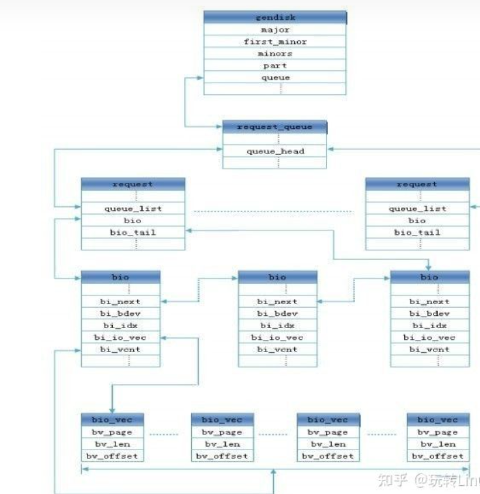 gendisk
major
first_minor
minors
part
queue
request_queue
queue_head
request
request
queue_list
queue_list
bio
bio
bio_tail
bio_tail
bio
bio
bio
bi_next
bi_next
bi_next
bi_bdev
bi_bdev
bi_bdev
bi_idx
bi_idx
bi_idx
bi_io_vec
bi_io_vec
bi_io_vec
bi_vcnt
bi_vcnt
bi_vcnt
bio_vec
bio_vec
bio_vec
bio_vec
bv_page
bv_page
bv_page
bv_page
bv_len
bv_len
bv_len
bv_len
bv_offset
bv_offset
bv_offset
bv_offset
知乎 @玩转Linu